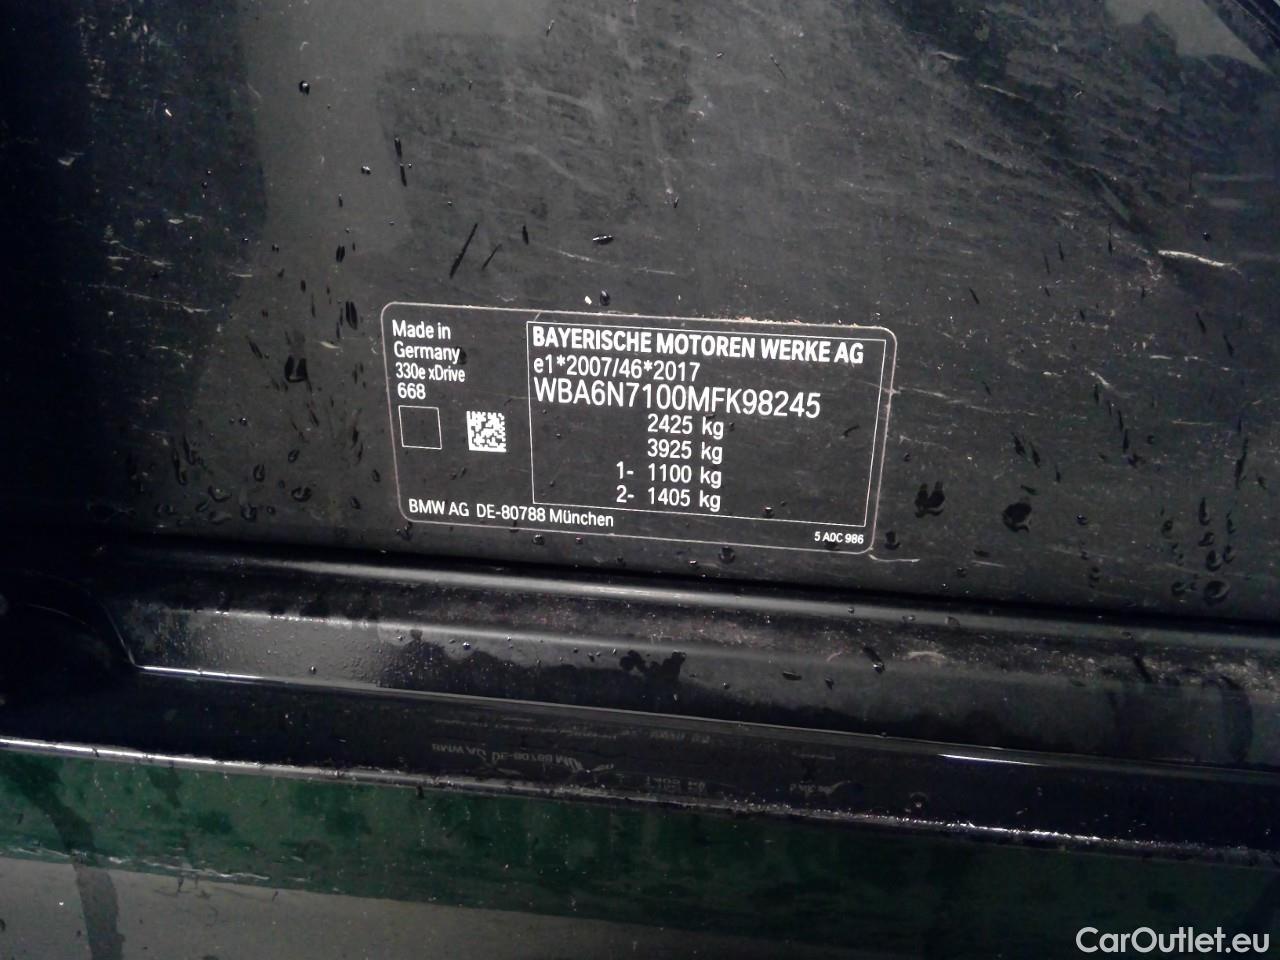 Made in
Germany
330e xDrive
668
BAYERISCHE MOTOREN WERKE AG
e1*2007/46*2017
WBA6N7100MFK98245
2425 kg
3925 kg
1- 1100 kg
2- 1405 kg
BMW AG DE-80788 München
5 A0C 986
CarOutlet.eu